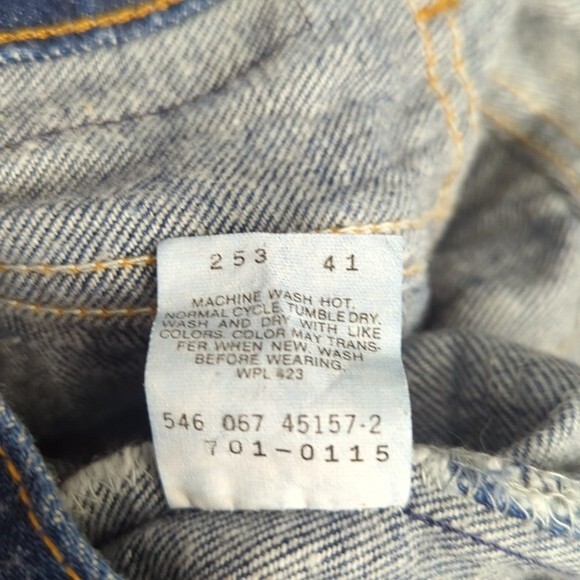 253 41
MACHINE WASH HOT,
NORMAL CYCLE, TUMBLE DRY.
WASH AND DRY WITH LIKE
COLORS. COLOR MAY TRANS-
FER WHEN NEW. WASH
BEFORE WEARING.
WPL 423
546 067 45157-2
701-0115